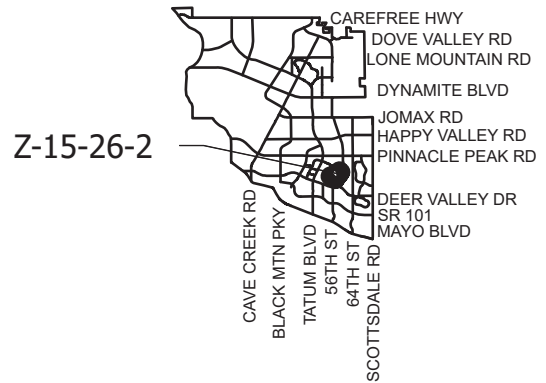 CAREFREE HWY
DOVE VALLEY RD
LONE MOUNTAIN RD
DYNAMITE BLVD
JOMAX RD
HAPPY VALLEY RD
PINNACLE PEAK RD
Z-15-26-2
DEER VALLEY DR
SR 101
MAYO BLVD
CAVE CREEK RD
BLACK MTN PKY
TATUM BLVD
56TH ST
64TH ST
SCOTTSDALE RD